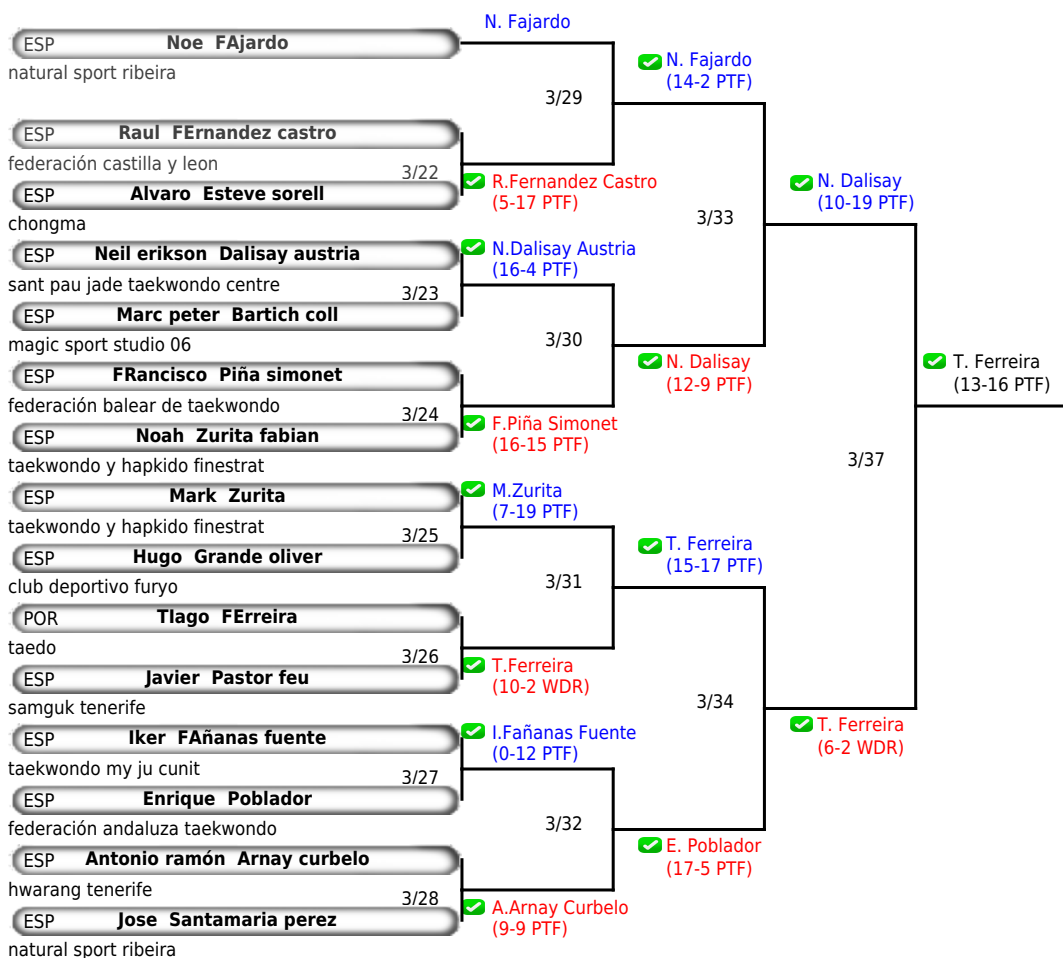 N. Fajardo
ESP Noe FAjardo
natural sport ribeira
N. Fajardo
(14-2 PTF)
3/29
ESP Raul FErnandez castro
federación castilla y leon
3/22
R.Fernandez Castro
(5-17 PTF)
ESP Alvaro Esteve sorell
chongma
N. Dalisay
(10-19 PTF)
3/33
ESP Neil erikson Dalisay austria
sant pau jade taekwondo centre
N.Dalisay Austria
(16-4 PTF)
3/23
ESP Marc peter Bartich coll
magic sport studio 06
3/30
N. Dalisay
(12-9 PTF)
T. Ferreira
(13-16 PTF)
ESP FRancisco Piña simonet
federación balear de taekwondo
3/24
F.Piña Simonet
(16-15 PTF)
ESP Noah Zurita fabian
taekwondo y hapkido finestrat
3/37
ESP Mark Zurita
taekwondo y hapkido finestrat
M.Zurita
(7-19 PTF)
3/25
ESP Hugo Grande oliver
club deportivo furyo
T. Ferreira
(15-17 PTF)
3/31
POR TIago FErreira
taedo
3/26
T.Ferreira
(10-2 WDR)
ESP Javier Pastor feu
samguk tenerife
3/34
T. Ferreira
(6-2 WDR)
ESP Iker FAñanas fuente
taekwondo my ju cunit
I.Fañanas Fuente
(0-12 PTF)
3/27
ESP Enrique Poblador
federación andaluza taekwondo
3/32
E. Poblador
(17-5 PTF)
ESP Antonio ramón Arnay curbelo
hwarang tenerife
3/28
A.Arnay Curbelo
(9-9 PTF)
ESP Jose Santamaria perez
natural sport ribeira